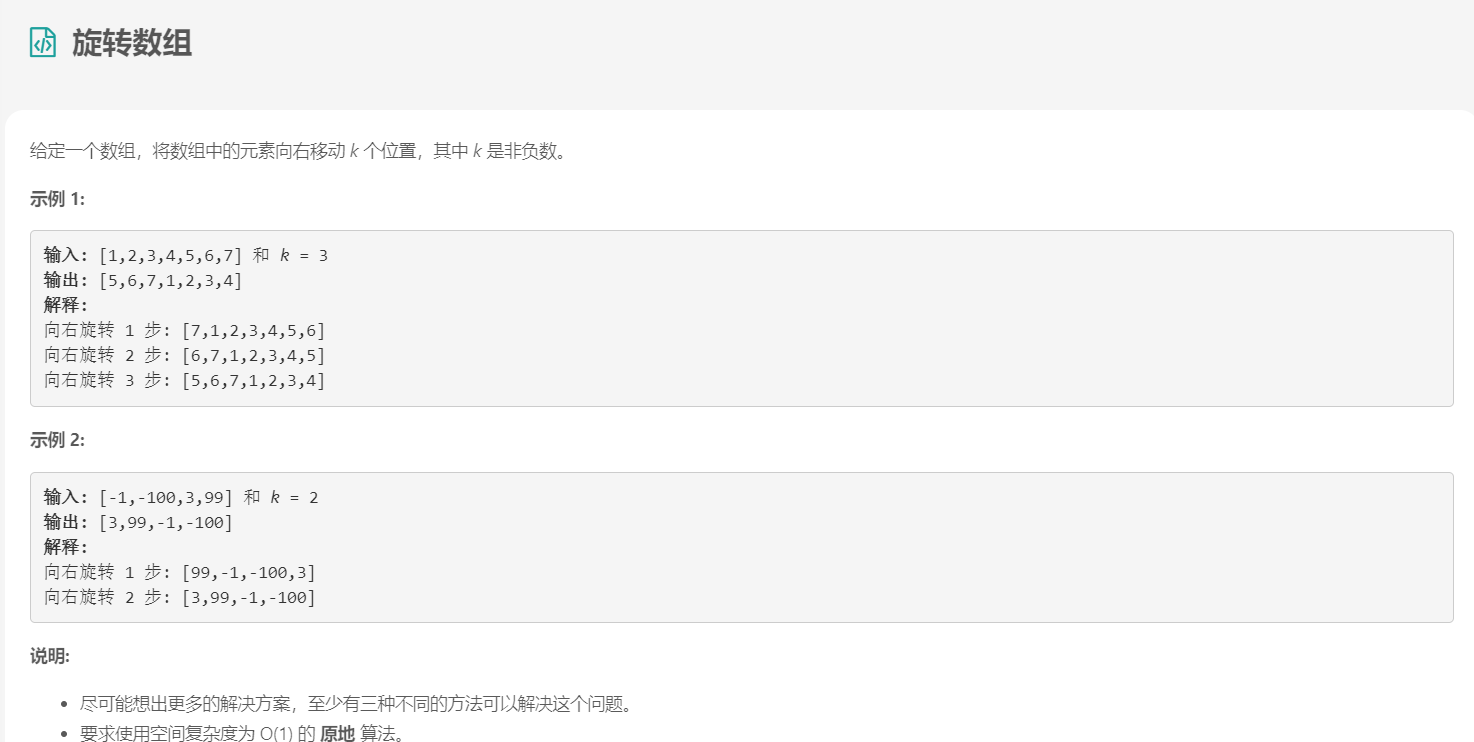 旋转数组
给定一个数组，将数组中的元素向右移动 k 个位置，其中 k 是非负数。
示例 1:
输入: [1,2,3,4,5,6,7] 和 k = 3
输出: [5,6,7,1,2,3,4]
解释:
向右旋转 1 步: [7,1,2,3,4,5,6]
向右旋转 2 步: [6,7,1,2,3,4,5]
向右旋转 3 步: [5,6,7,1,2,3,4]
示例 2:
输入: [-1,-100,3,99] 和 k = 2
输出: [3,99,-1,-100]
解释:
向右旋转 1 步: [99,-1,-100,3]
向右旋转 2 步: [3,99,-1,-100]
说明:
• 尽可能想出更多的解决方案，至少有三种不同的方法可以解决这个问题。
• 要求使用空间复杂度为 O(1) 的 原地 算法。